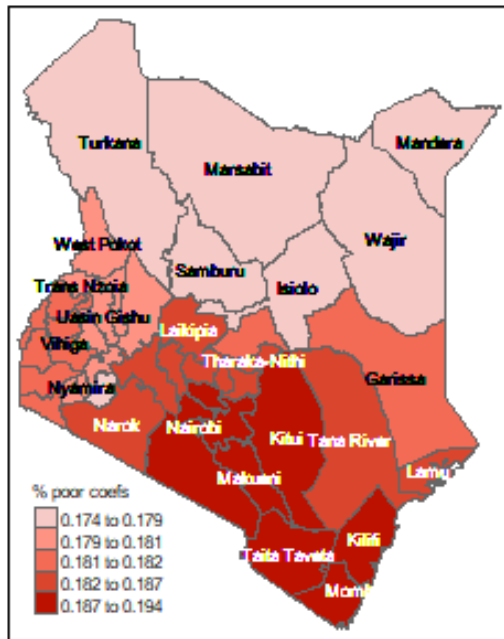 Turkana
Mandera
Marsabit
Wajir
West Pokot
Samburu
Isiolo
Trans Nzoia
Uasin Gishu
Laikipia
Vihiga
Tharaka-Nithi
Garissa
Nyamira
Narok
Nairobi
Kitui
Tana River
Lamu
Makueni
% poor coefs
0.174 to 0.179
0.179 to 0.181
0.181 to 0.182
0.182 to 0.187
0.187 to 0.194
Kilifi
Taita Taveta